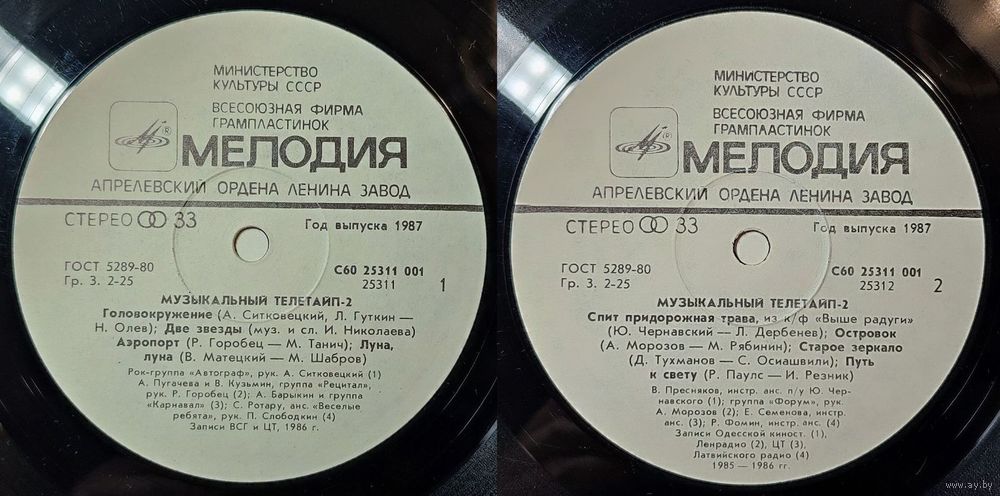 МИНИСТЕРСТВО
КУЛЬТУРЫ СССР
ВСЕСОЮЗНАЯ ФИРМА
ГРАМПЛАСТИНОК
МЕЛОДИЯ
АПРЕЛЕВСКИЙ ОРДЕНА ЛЕНИНА ЗАВОД
СТЕРЕО 33
Год выпуска 1987
ГОСТ 5289-80
Гр. 3. 2-25
С60 25311 001
25311
1
МУЗЫКАЛЬНЫЙ ТЕЛЕТАЙП-2
Головокружение (А. Ситковецкий, Л. Гуткин —
Н. Олев); Две звезды (муз. и сл. И. Николаева)
Аэропорт (Р. Горобец — М. Танич); Луна,
луна (В. Матецкий — М. Шабров)
Рок-группа «Автограф», рук. А. Ситковецкий (1)
А. Пугачева и В. Кузьмин, группа «Рецитал»,
рук. Р. Горобец (2); А. Барыкин и группа
«Карнавал» (3); С. Ротару, анс. «Веселые
ребята», рук. П. Слободкин (4)
Записи ВСГ и ЦТ, 1986 г.
МИНИСТЕРСТВО
КУЛЬТУРЫ СССР
ВСЕСОЮЗНАЯ ФИРМА
ГРАМПЛАСТИНОК
МЕЛОДИЯ
АПРЕЛЕВСКИЙ ОРДЕНА ЛЕНИНА ЗАВОД
СТЕРЕО 33
Год выпуска 1987
ГОСТ 5289-80
Гр. 3. 2-25
С60 25311 001
25312
2
МУЗЫКАЛЬНЫЙ ТЕЛЕТАЙП-2
Спит придорожная трава, из к/ф «Выше радуги»
(Ю. Чернавский — Л. Дербенев); Островок
(А. Морозов — М. Рябинин); Старое зеркало
(Д. Тухманов — С. Осиашвили); Путь
к свету (Р. Паулс — И. Резник)
В. Пресняков, инстр. анс. п/у Ю. Чер-
навского (1); группа «Форум», рук.
А. Морозов (2); Е. Семенова, инстр.
анс. (3); Р. Фомин, инстр. анс. (4)
Записи Одесской киност. (1),
Ленрадио (2), ЦТ (3),
Латвийского радио (4)
1985 — 1986 гг.
www.ay.by